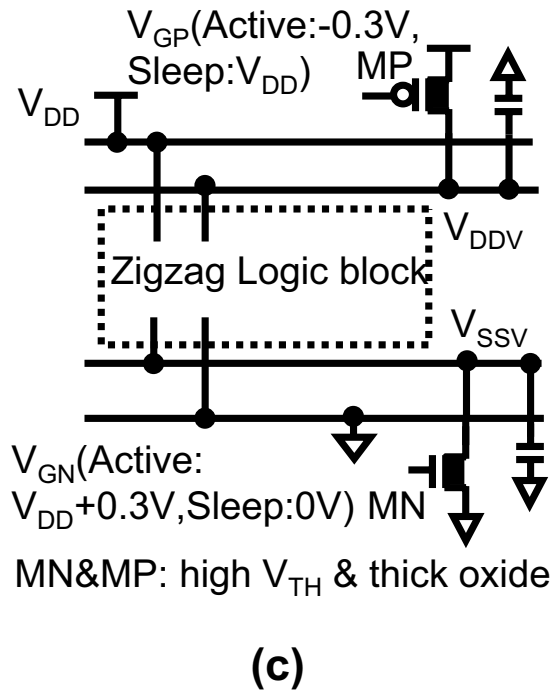 V_GP(Active:-0.3V,
Sleep:V_DD) MP
V_DD
V_DDV
Zigzag Logic block
V_SSV
V_GN(Active:
V_DD+0.3V,Sleep:0V) MN
MN&MP: high V_TH & thick oxide
(c)